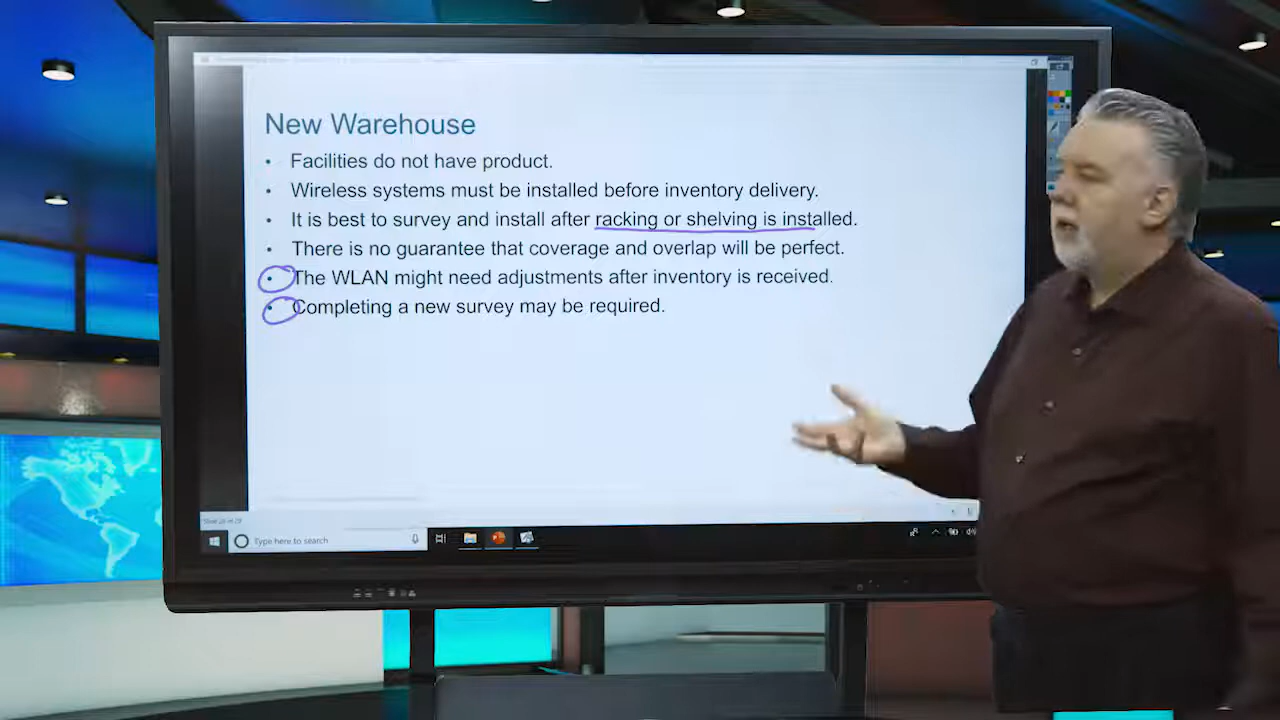 New Warehouse
• Facilities do not have product.
• Wireless systems must be installed before inventory delivery.
• It is best to survey and install after racking or shelving is installed.
• There is no guarantee that coverage and overlap will be perfect.
• The WLAN might need adjustments after inventory is received.
• Completing a new survey may be required.
Type here to search